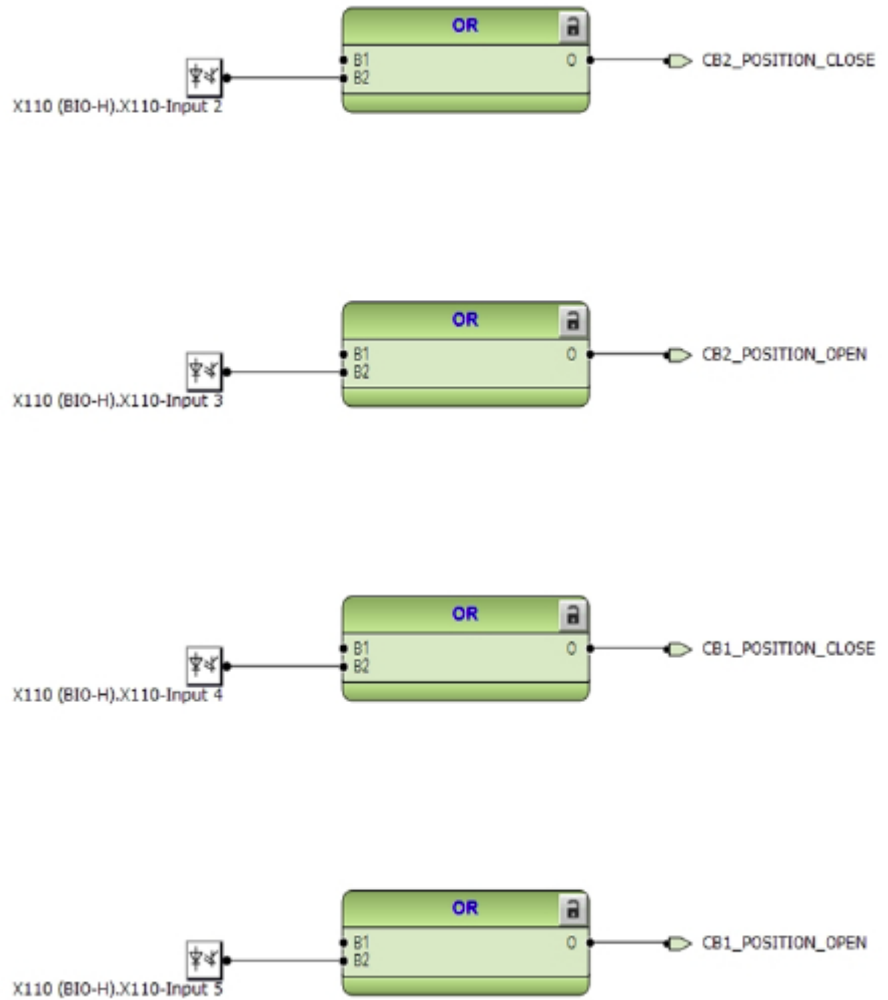 OR
B1
O
CB2_POSITION_CLOSE
B2
X110 (BIO-H).X110-Input 2
OR
B1
O
CB2_POSITION_OPEN
B2
X110 (BIO-H).X110-Input 3
OR
B1
O
CB1_POSITION_CLOSE
B2
X110 (BIO-H).X110-Input 4
OR
B1
O
CB1_POSITION_OPEN
B2
X110 (BIO-H).X110-Input 5